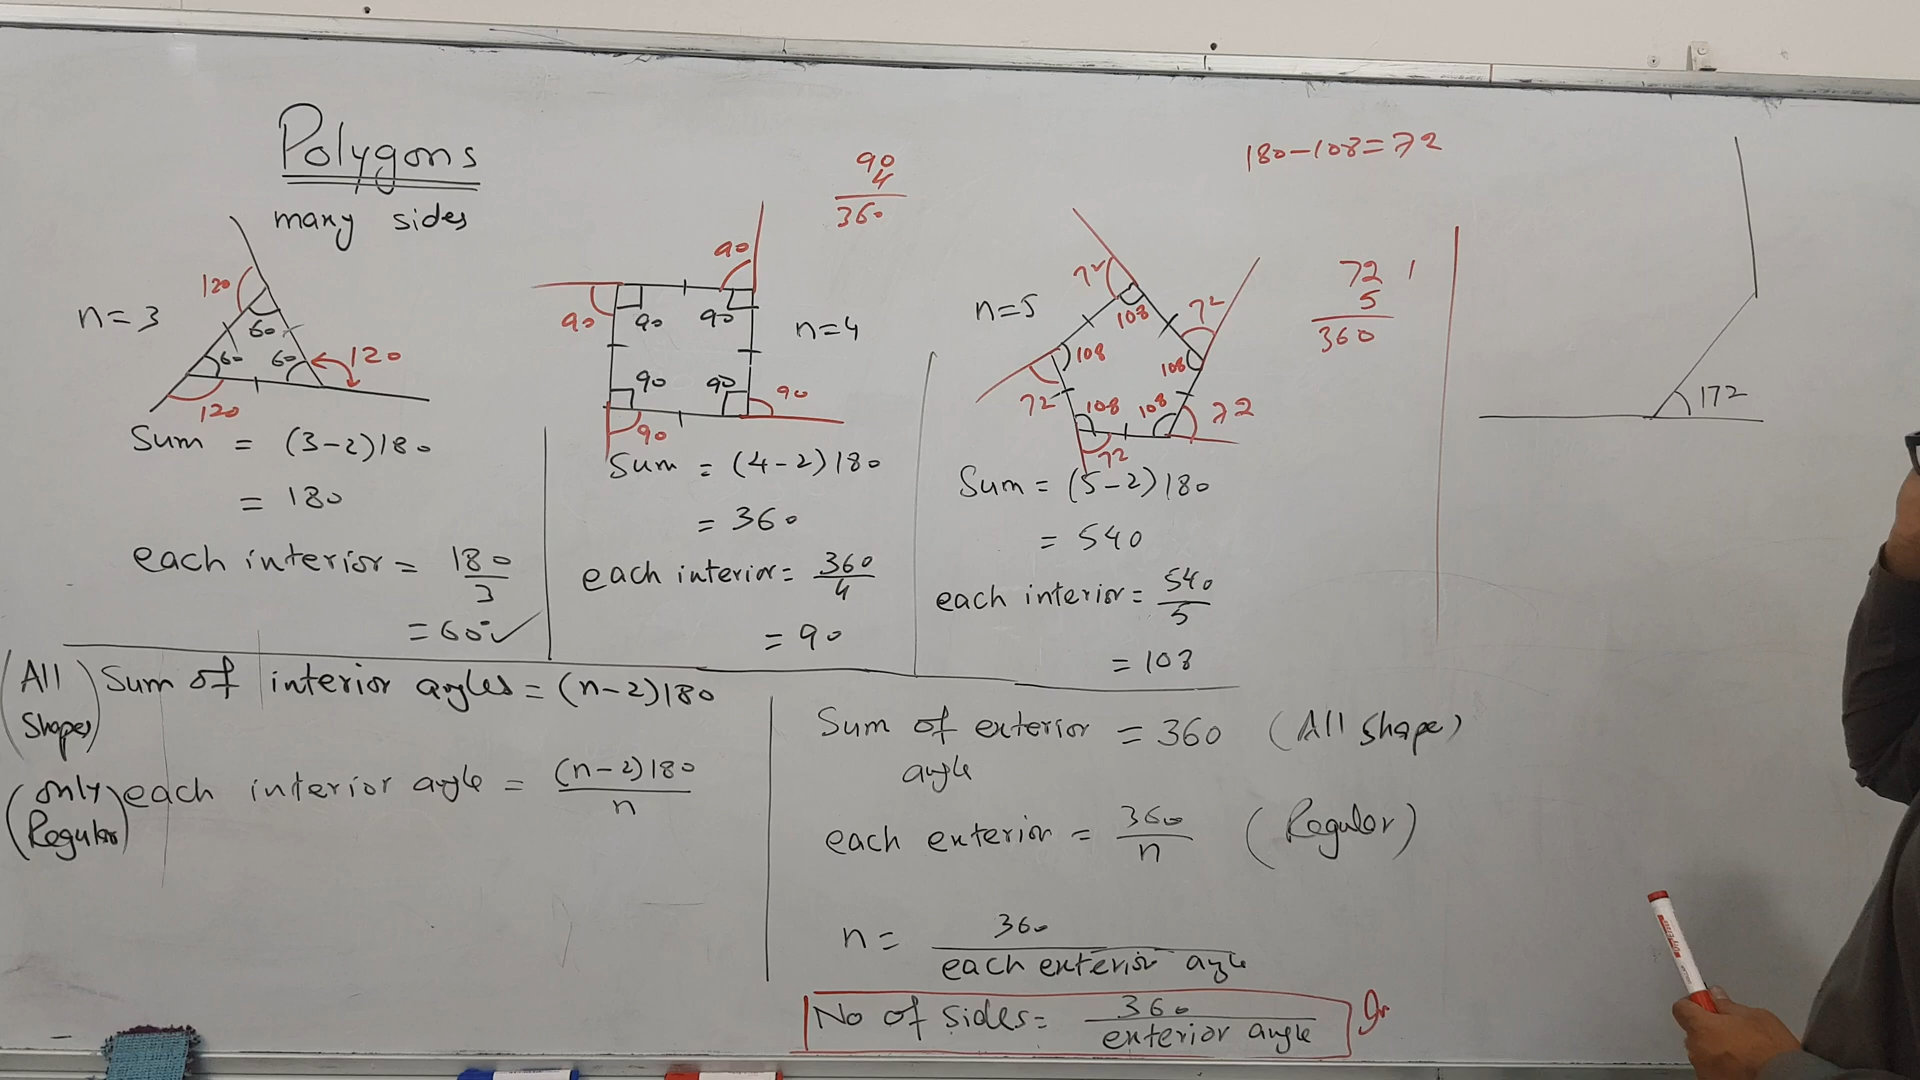 Polygons
many sides
n=3
120
60
60
60
120
120
Sum = (3-2)180
= 180
each interior = 180/3
= 60° ✓
90
4
360
90
90
90
90
n=4
90
90
90
90
Sum = (4-2)180
= 360
each interior = 360/4
= 90
180-108=72
n=5
72
108
72
108
108
72
108
108
72
72
72
5
360
Sum = (5-2)180
= 540
each interior = 540/5
= 108
172
(All Shapes) Sum of interior angles = (n-2)180
(only Regular) each interior angle = (n-2)180/n
Sum of exterior angle = 360 (All Shape)
each exterior = 360/n (Regular)
n = 360/each exterior angle
No of sides = 360/exterior angle